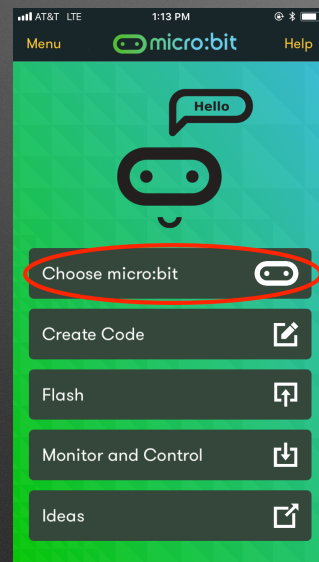 AT&T LTE 1:13 PM
Menu micro:bit Help
Hello
Choose micro:bit
Create Code
Flash
Monitor and Control
Ideas